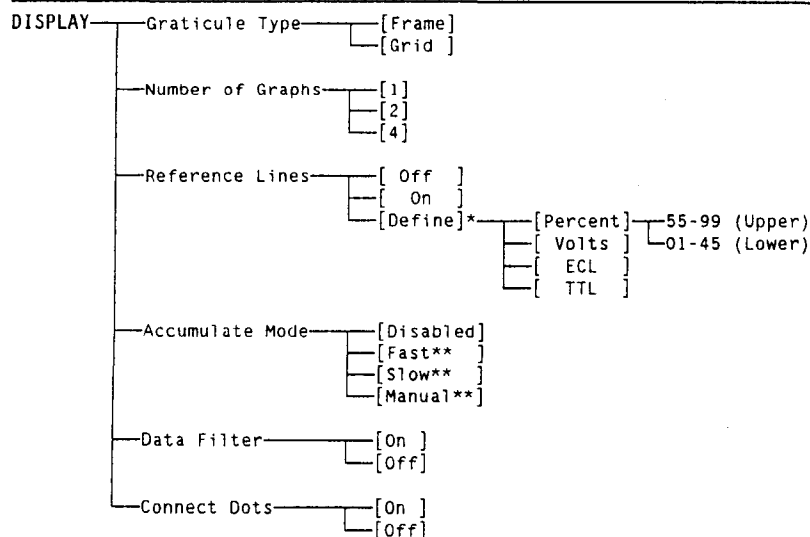 DISPLAY Graticule Type [Frame]
[Grid ]
Number of Graphs [1]
[2]
[4]
Reference Lines [ Off ]
[ On ]
[Define]* [Percent] 55-99 (Upper)
[ Volts ] 01-45 (Lower)
[ ECL ]
[ TTL ]
Accumulate Mode [Disabled]
[Fast** ]
[Slow** ]
[Manual**]
Data Filter [On ]
[Off]
Connect Dots [On ]
[Off]